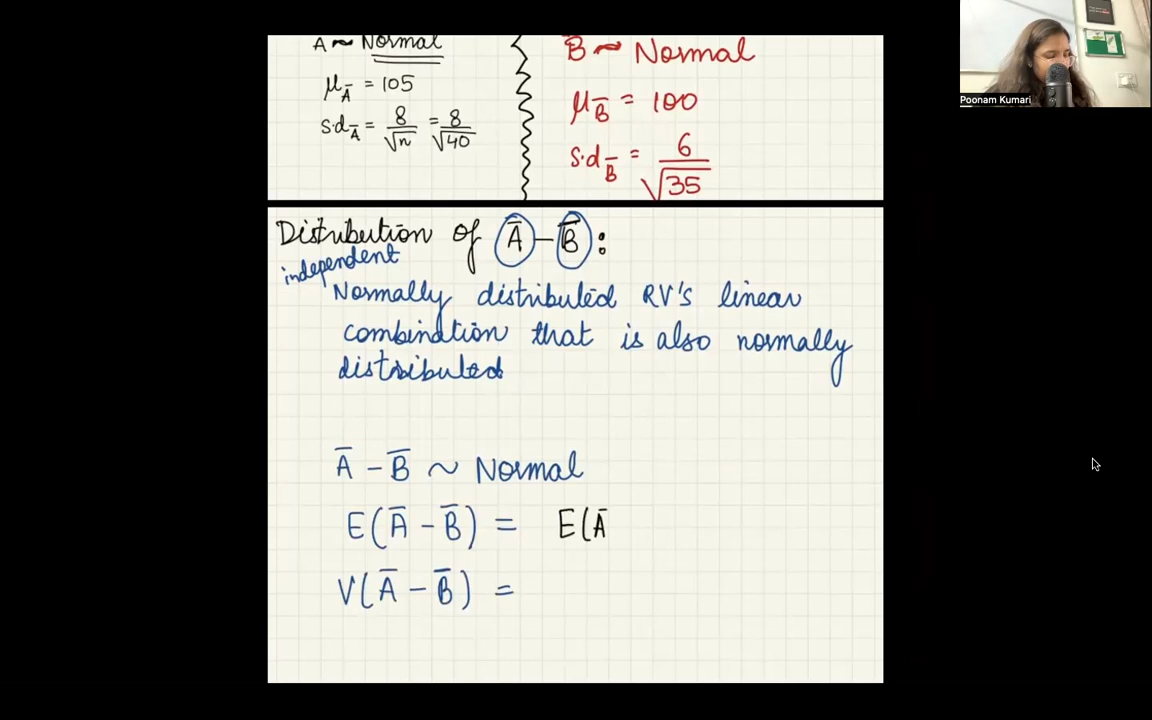 Ā ~ Normal
μ_Ā = 105
s.d_Ā = 8/√n = 8/√40
B̄ ~ Normal
μ_B̄ = 100
s.d_B̄ = 6/√35
Distribution of Ā - B̄ :
independent
Normally distributed RV's linear
combination that is also normally
distributed
Ā - B̄ ~ Normal
E(Ā - B̄) = E(Ā
V(Ā - B̄) =
Poonam Kumari